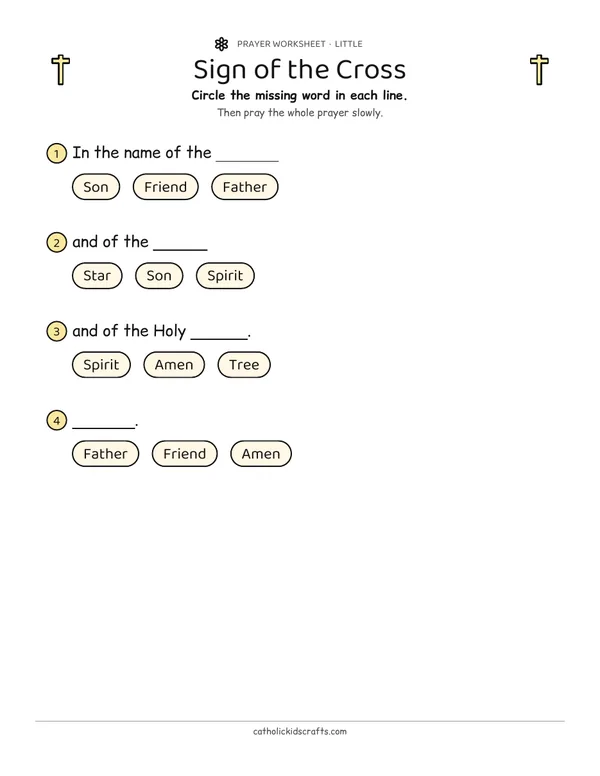 PRAYER WORKSHEET · LITTLE
Sign of the Cross
Circle the missing word in each line.
Then pray the whole prayer slowly.
1 In the name of the _______
Son Friend Father
2 and of the ______
Star Son Spirit
3 and of the Holy ______.
Spirit Amen Tree
4 _______.
Father Friend Amen
catholickidscrafts.com